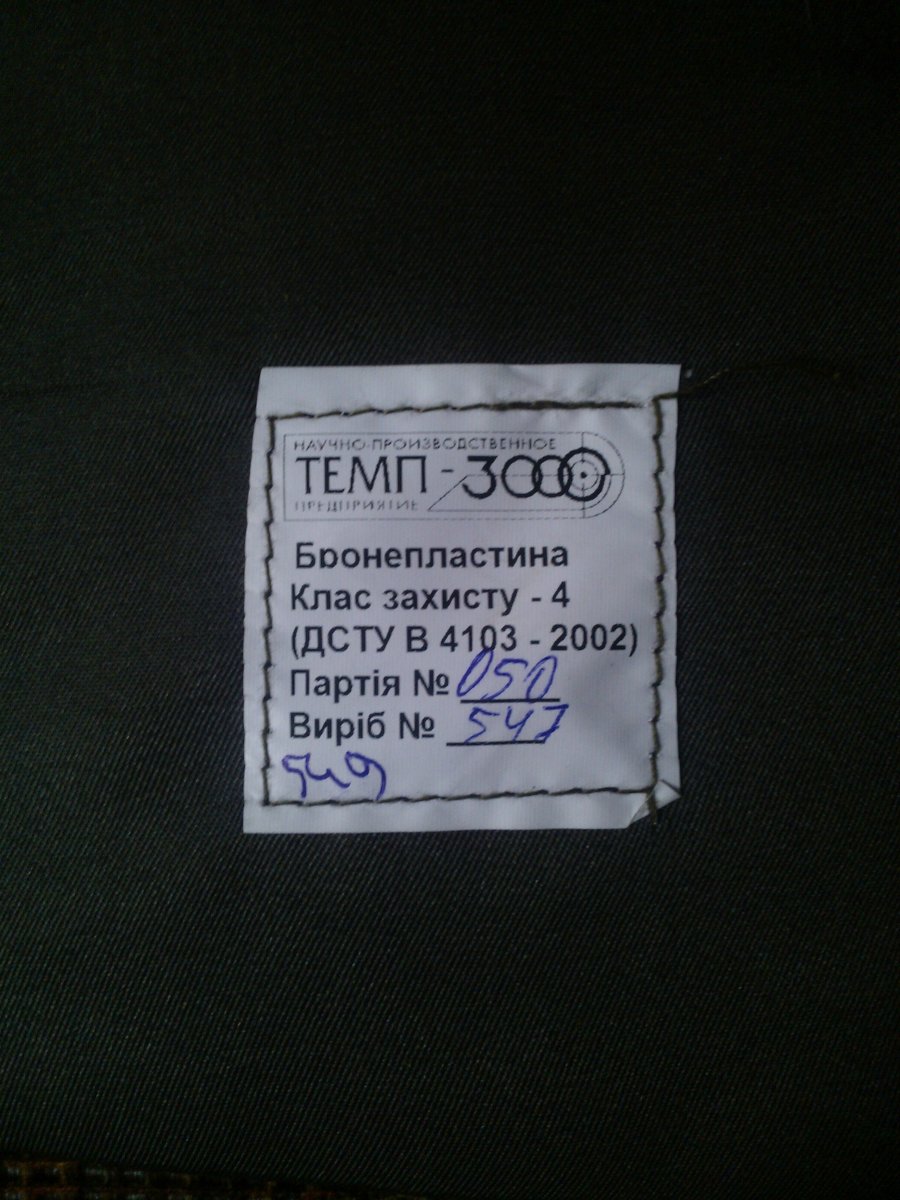 НАУЧНО-ПРОИЗВОДСТВЕННОЕ
ТЕМП - 3000
ПРЕДПРИЯТИЕ
Бронепластина
Клас захисту - 4
(ДСТУ В 4103 - 2002)
Партія № 050
Виріб № 547
549